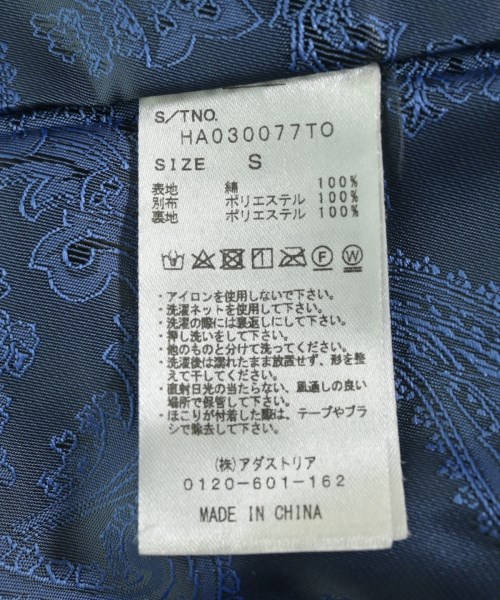 S/TNO.
HA030077TO
SIZE S
表地 綿 100%
別布 ポリエステル 100%
裏地 ポリエステル 100%
F W
・アイロンを使用しないで下さい。
・洗濯ネットを使用して下さい。
・洗濯の際には裏返しにして下さい。
・押し洗いをして下さい。
・他のものと分けて洗ってください。
・洗濯後は濡れたまま放置せず、形を整
えて干してください。
・直射日光の当たらない、風通しの良い
場所で保管して下さい。
・ほこりが付着した際は、テープやブラ
シで除去して下さい。
(株)アダストリア
0120-601-162
MADE IN CHINA